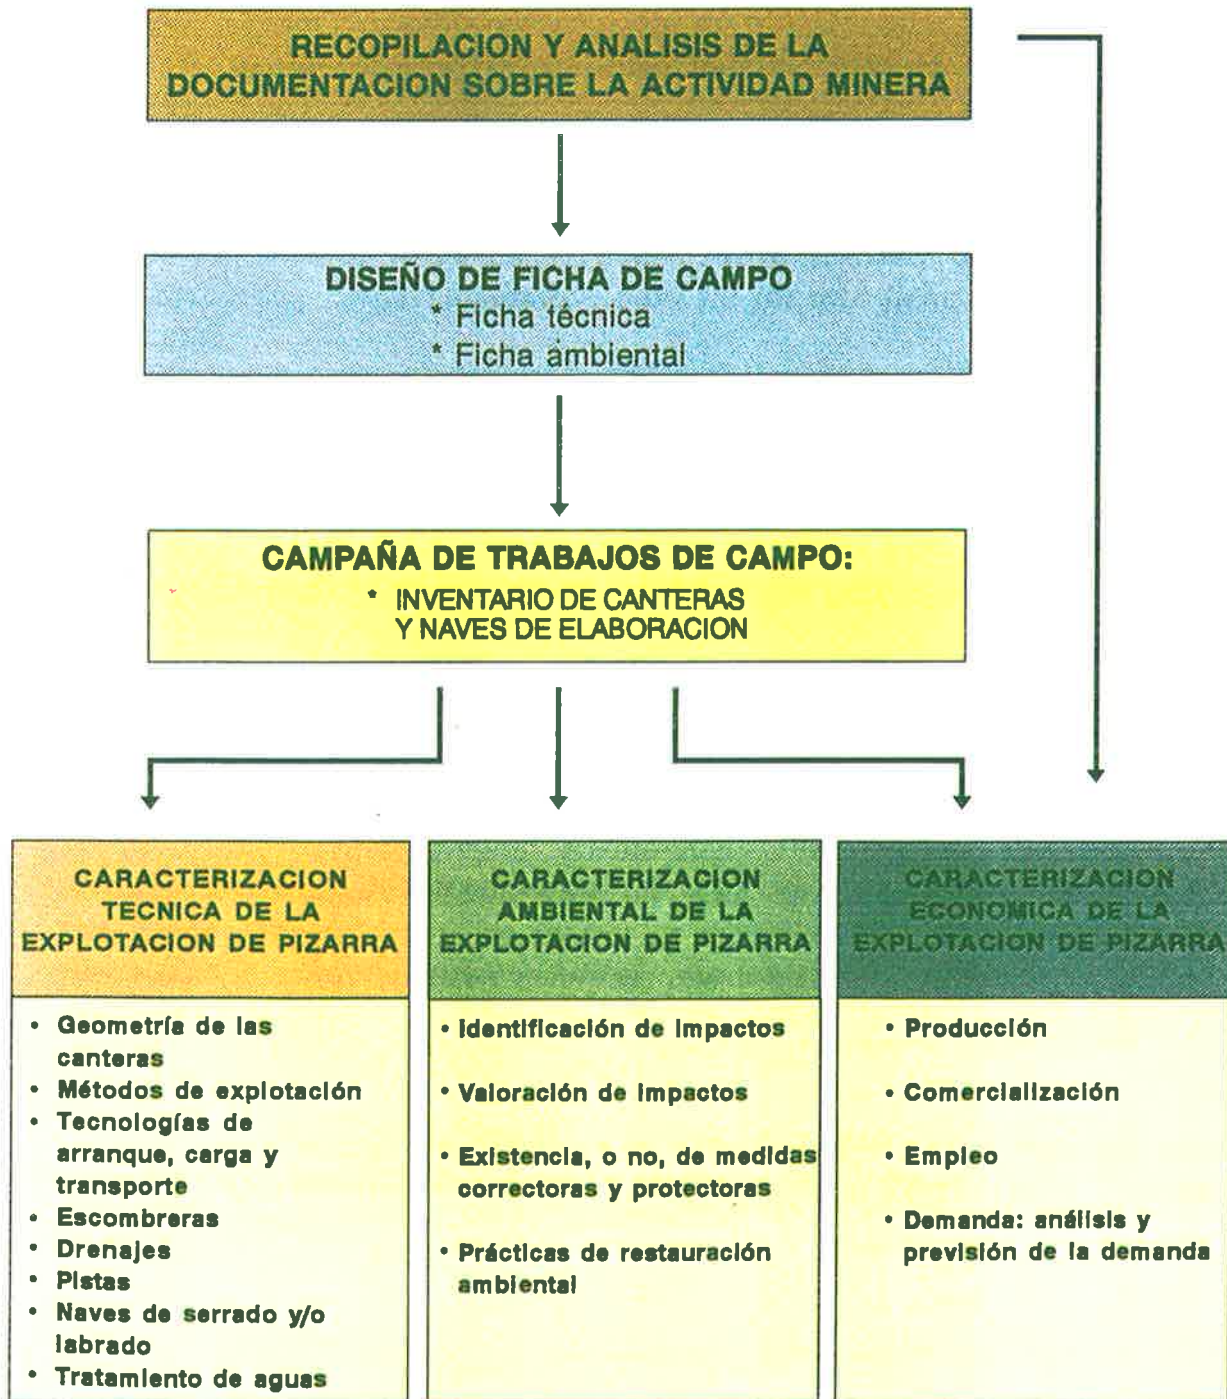 RECOPILACION Y ANALISIS DE LA
DOCUMENTACION SOBRE LA ACTIVIDAD MINERA
DISEÑO DE FICHA DE CAMPO
* Ficha técnica
* Ficha ambiental
CAMPAÑA DE TRABAJOS DE CAMPO:
* INVENTARIO DE CANTERAS
Y NAVES DE ELABORACION
CARACTERIZACION
TECNICA DE LA
EXPLOTACION DE PIZARRA
• Geometría de las
canteras
• Métodos de explotación
• Tecnologías de
arranque, carga y
transporte
• Escombreras
• Drenajes
• Pistas
• Naves de serrado y/o
labrado
• Tratamiento de aguas
CARACTERIZACION
AMBIENTAL DE LA
EXPLOTACION DE PIZARRA
• Identificación de impactos
• Valoración de impactos
• Existencia, o no, de medidas
correctoras y protectoras
• Prácticas de restauración
ambiental
CARACTERIZACION
ECONOMICA DE LA
EXPLOTACION DE PIZARRA
• Producción
• Comercialización
• Empleo
• Demanda: análisis y
previsión de la demanda